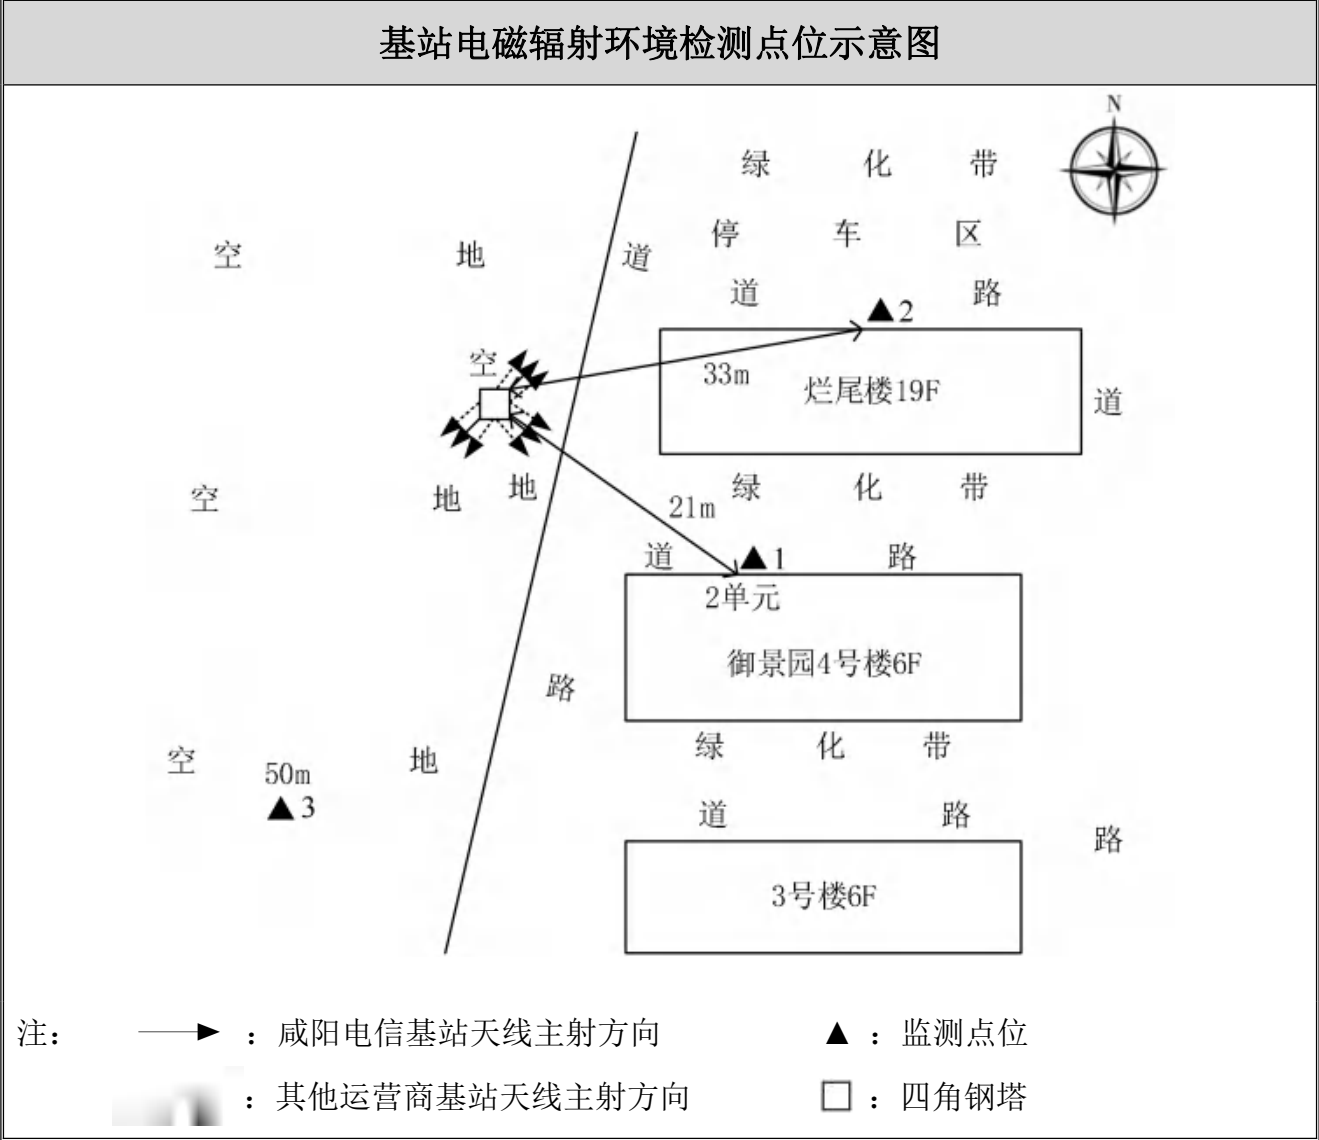 基站电磁辐射环境检测点位示意图
N
绿 化 带
停 车 区
空 地 道
道 路
▲2
空
33m
烂尾楼19F
道
空 地 地
绿 化 带
21m
道 ▲1 路
2单元
御景园4号楼6F
路
绿 化 带
空 地
50m
▲3
道 路
路
3号楼6F
注： ：咸阳电信基站天线主射方向 ▲：监测点位
：其他运营商基站天线主射方向 □：四角钢塔